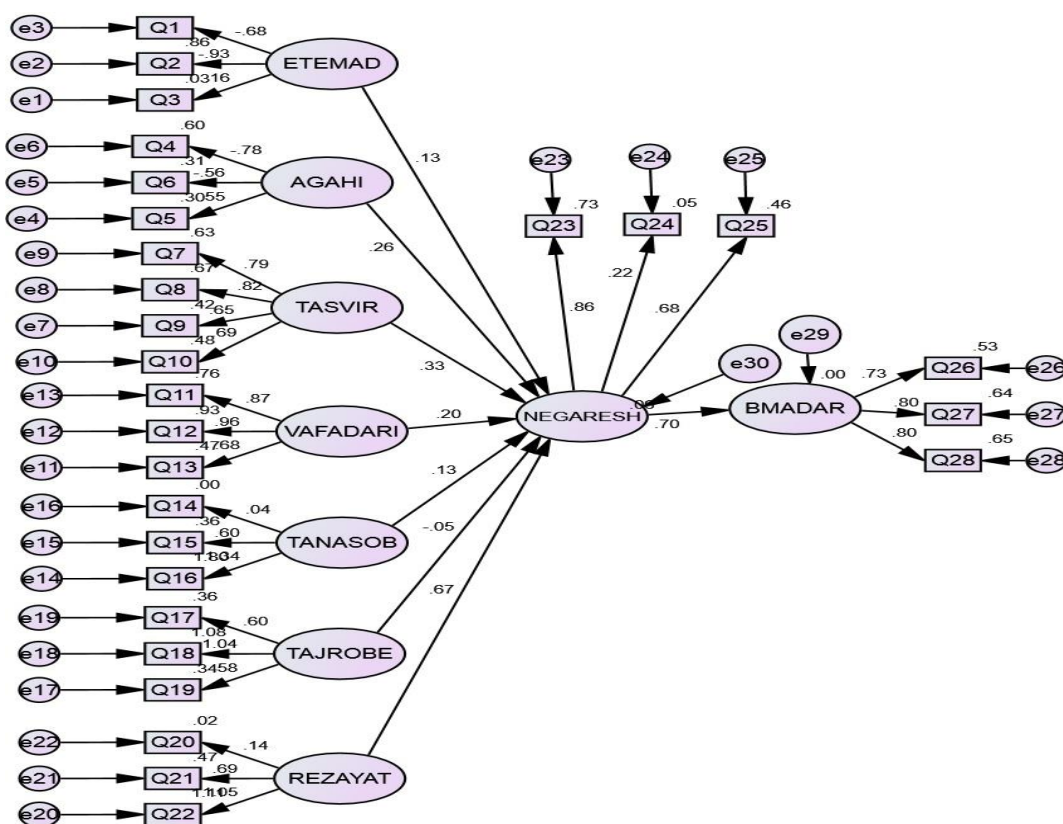 e3 Q1 -.68
.86
e2 Q2 -.93 ETEMAD
.0316
e1 Q3
.60
e6 Q4 -.78
.31
e5 Q6 -.56 AGAHI
.3055
e4 Q5
.63
e9 Q7 .79
.67
e8 Q8 .82 TASVIR
.42
e7 Q9 .65
.48 .69
e10 Q10
.76
e13 Q11 .87
.93
e12 Q12 .96 VAFADARI
.47 .68
e11 Q13
.00
e16 Q14 .04
.36
e15 Q15 .60 TANASOB
e14 Q16
.36
e19 Q17 .60
1.08
e18 Q18 1.04 TAJROBE
.3458
e17 Q19
.02
e22 Q20 .14
.47
e21 Q21 .69 REZAYAT
e20 Q22
.13
.26
.33
.20
.13
-.05
.67
e23 e24 e25
.73 .05 .46
Q23 Q24 Q25
.86 .22 .68
e30 e29
NEGARESH .70
.00
BMADAR
.73 Q26 .53 e26
.80 Q27 .64 e27
.80 Q28 .65 e28